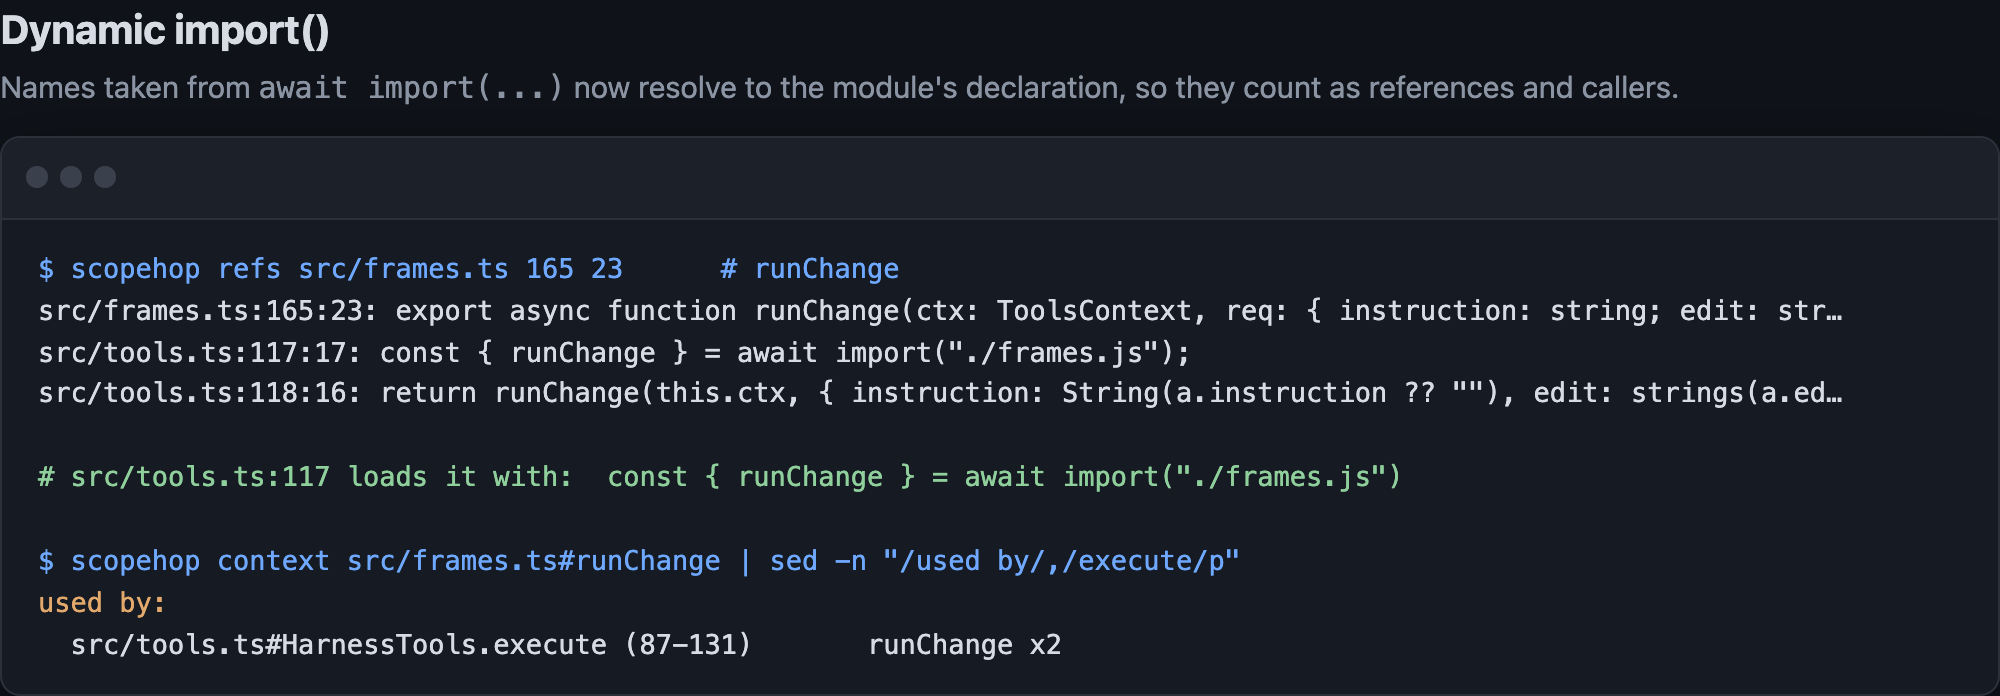 Dynamic import()
Names taken from await import(...) now resolve to the module's declaration, so they count as references and callers.
$ scopehop refs src/frames.ts 165 23      # runChange
src/frames.ts:165:23: export async function runChange(ctx: ToolsContext, req: { instruction: string; edit: str…
src/tools.ts:117:17: const { runChange } = await import("./frames.js");
src/tools.ts:118:16: return runChange(this.ctx, { instruction: String(a.instruction ?? ""), edit: strings(a.ed…
# src/tools.ts:117 loads it with:  const { runChange } = await import("./frames.js")
$ scopehop context src/frames.ts#runChange | sed -n "/used by/,/execute/p"
used by:
  src/tools.ts#HarnessTools.execute (87-131)       runChange x2